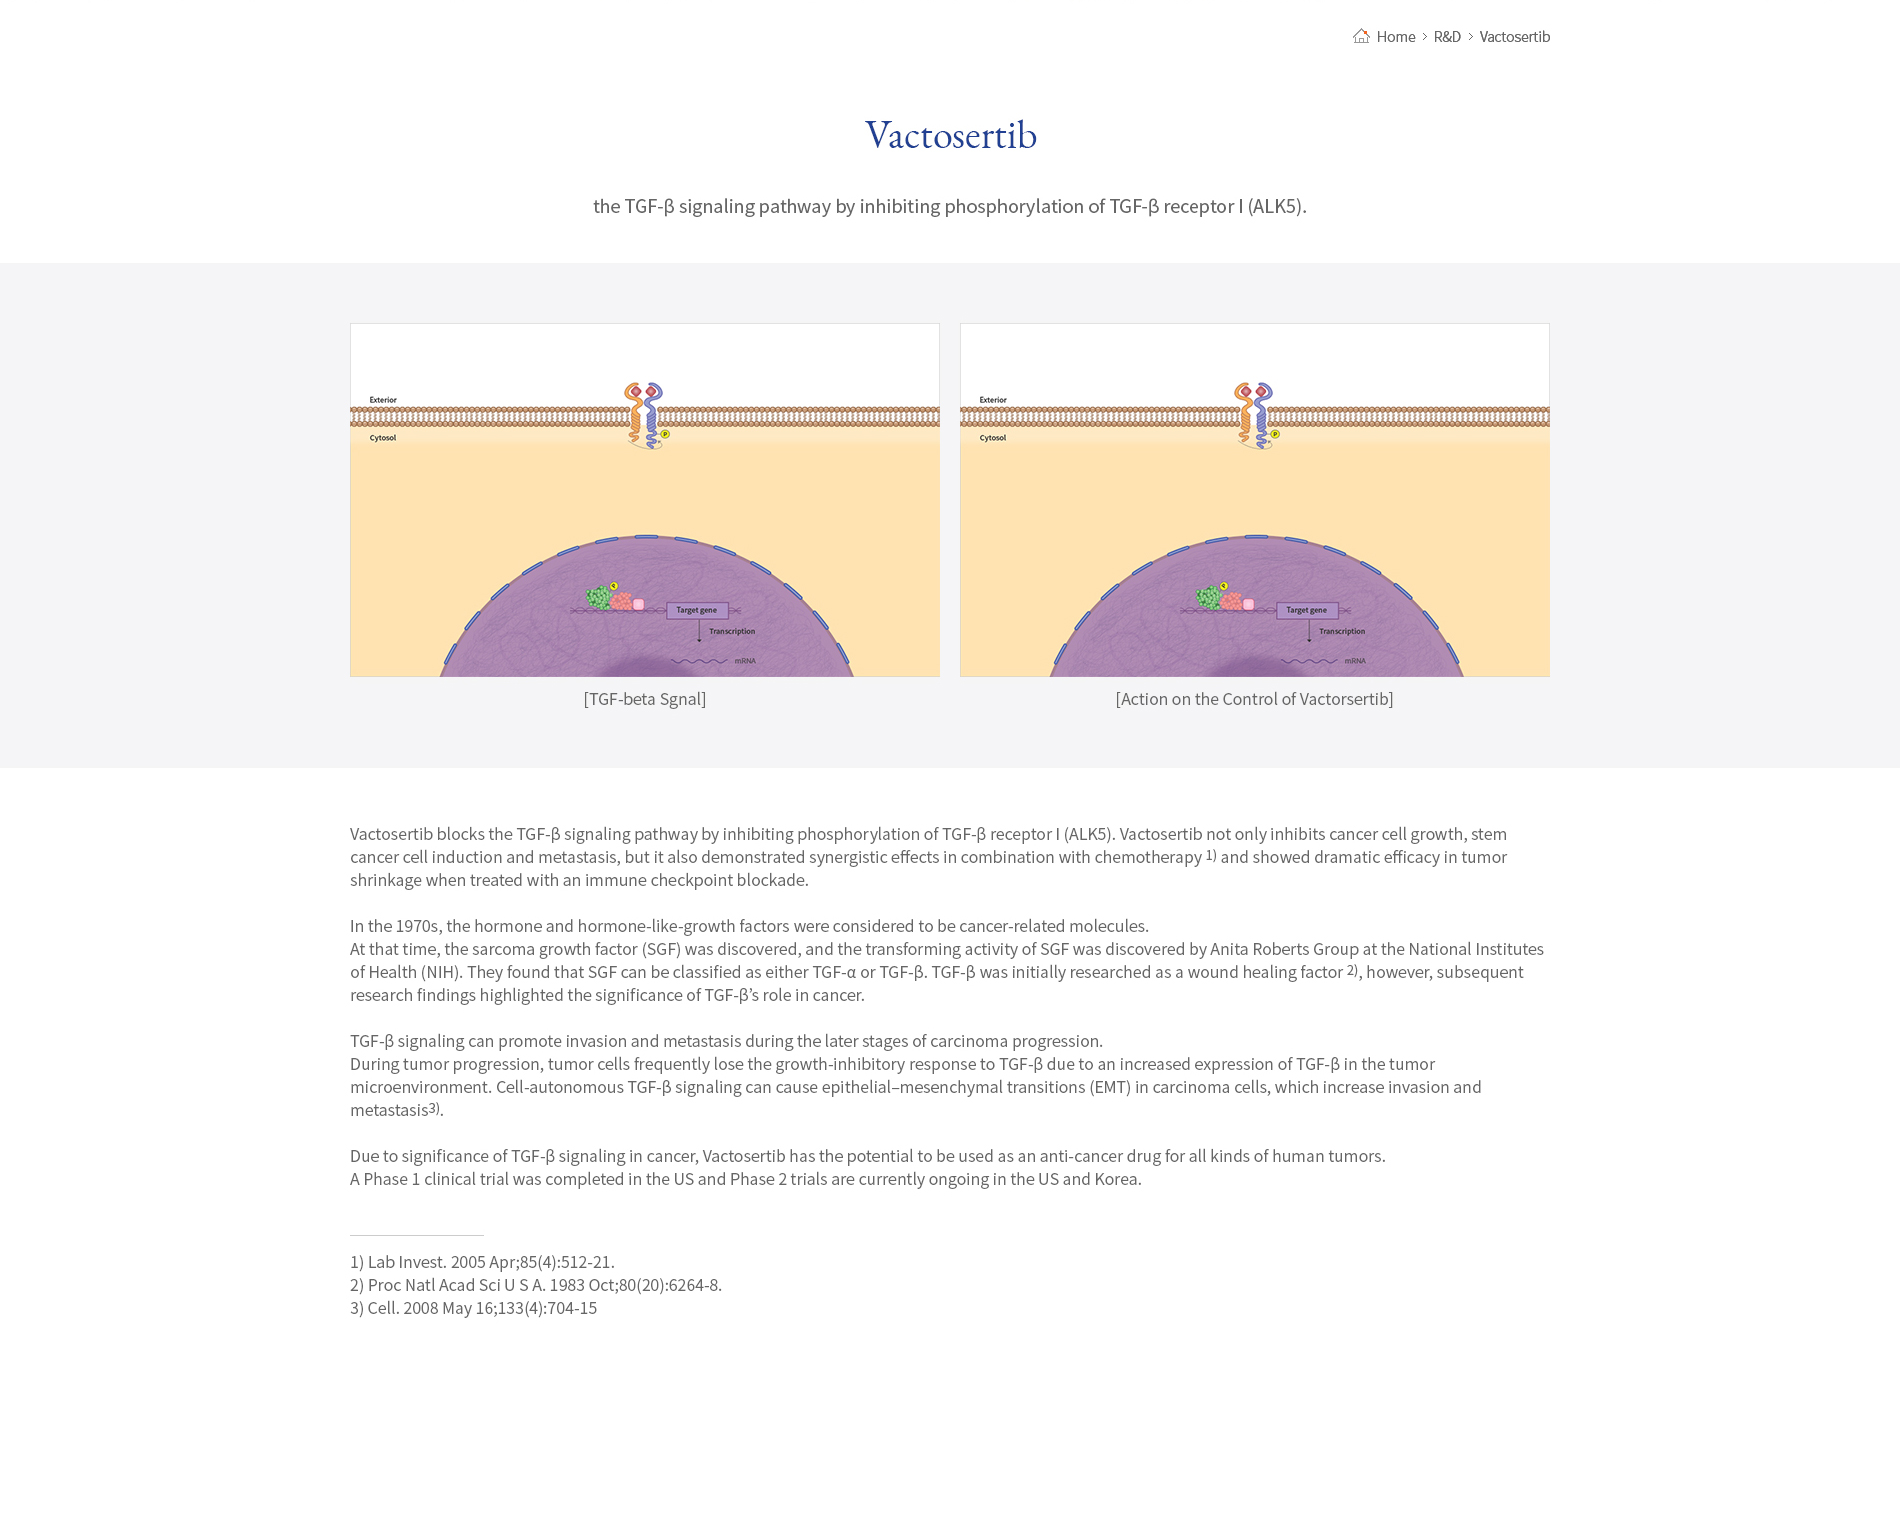 Home > R&D > Vactosertib
Vactosertib
the TGF-β signaling pathway by inhibiting phosphorylation of TGF-β receptor I (ALK5).
Exterior
Cytosol
P
P
Target gene
Transcription
mRNA
[TGF-beta Sgnal]
Exterior
Cytosol
P
P
Target gene
Transcription
mRNA
[Action on the Control of Vactorsertib]
Vactosertib blocks the TGF-β signaling pathway by inhibiting phosphorylation of TGF-β receptor I (ALK5). Vactosertib not only inhibits cancer cell growth, stem
cancer cell induction and metastasis, but it also demonstrated synergistic effects in combination with chemotherapy 1) and showed dramatic efficacy in tumor
shrinkage when treated with an immune checkpoint blockade.
In the 1970s, the hormone and hormone-like-growth factors were considered to be cancer-related molecules.
At that time, the sarcoma growth factor (SGF) was discovered, and the transforming activity of SGF was discovered by Anita Roberts Group at the National Institutes
of Health (NIH). They found that SGF can be classified as either TGF-α or TGF-β. TGF-β was initially researched as a wound healing factor 2), however, subsequent
research findings highlighted the significance of TGF-β’s role in cancer.
TGF-β signaling can promote invasion and metastasis during the later stages of carcinoma progression.
During tumor progression, tumor cells frequently lose the growth-inhibitory response to TGF-β due to an increased expression of TGF-β in the tumor
microenvironment. Cell-autonomous TGF-β signaling can cause epithelial–mesenchymal transitions (EMT) in carcinoma cells, which increase invasion and
metastasis3).
Due to significance of TGF-β signaling in cancer, Vactosertib has the potential to be used as an anti-cancer drug for all kinds of human tumors.
A Phase 1 clinical trial was completed in the US and Phase 2 trials are currently ongoing in the US and Korea.
1) Lab Invest. 2005 Apr;85(4):512-21.
2) Proc Natl Acad Sci U S A. 1983 Oct;80(20):6264-8.
3) Cell. 2008 May 16;133(4):704-15